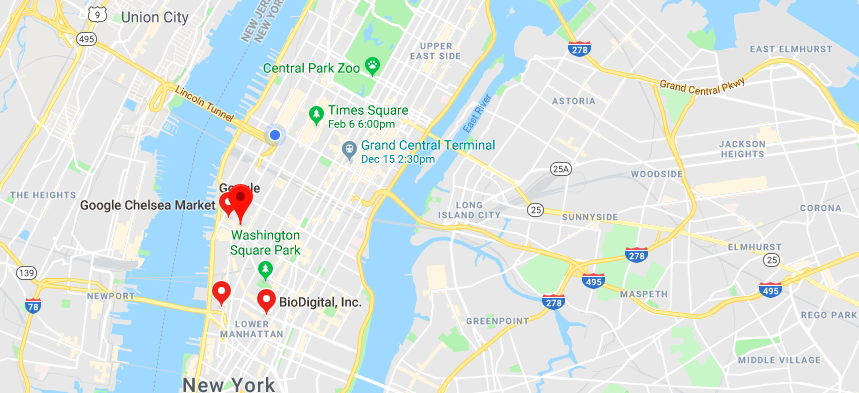 9
Union City
NEW JERSEY
NEW YORK
495
UPPER
EAST SIDE
278
EAST ELMHURST
Central Park Zoo
Grand Central Pkwy
Lincoln Tunnel
Times Square
Feb 6 6:00pm
East River
ASTORIA
Grand Central Terminal
Dec 15 2:30pm
JACKSON
HEIGHTS
25A
WOODSIDE
THE HEIGHTS
Google
Google Chelsea Market
LONG
ISLAND CITY
25
SUNNYSIDE
CORONA
Washington
Square Park
ELMHURST
278
25
139
NEWPORT
78
BioDigital, Inc.
495
495
278
MASPETH
LOWER
MANHATTAN
GREENPOINT
REGO PARK
MIDDLE VILLAGE
New York